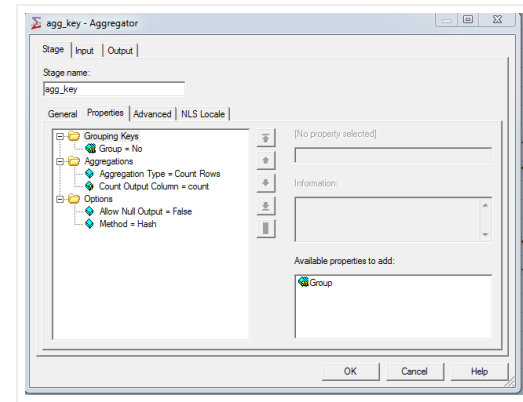 agg_key - Aggregator
Stage Input Output
Stage name:
agg_key
General Properties Advanced NLS Locale
Grouping Keys
Group = No
Aggregations
Aggregation Type = Count Rows
Count Output Column = count
Options
Allow Null Output = False
Method = Hash
[No property selected]
Information:
Available properties to add:
Group
OK Cancel Help